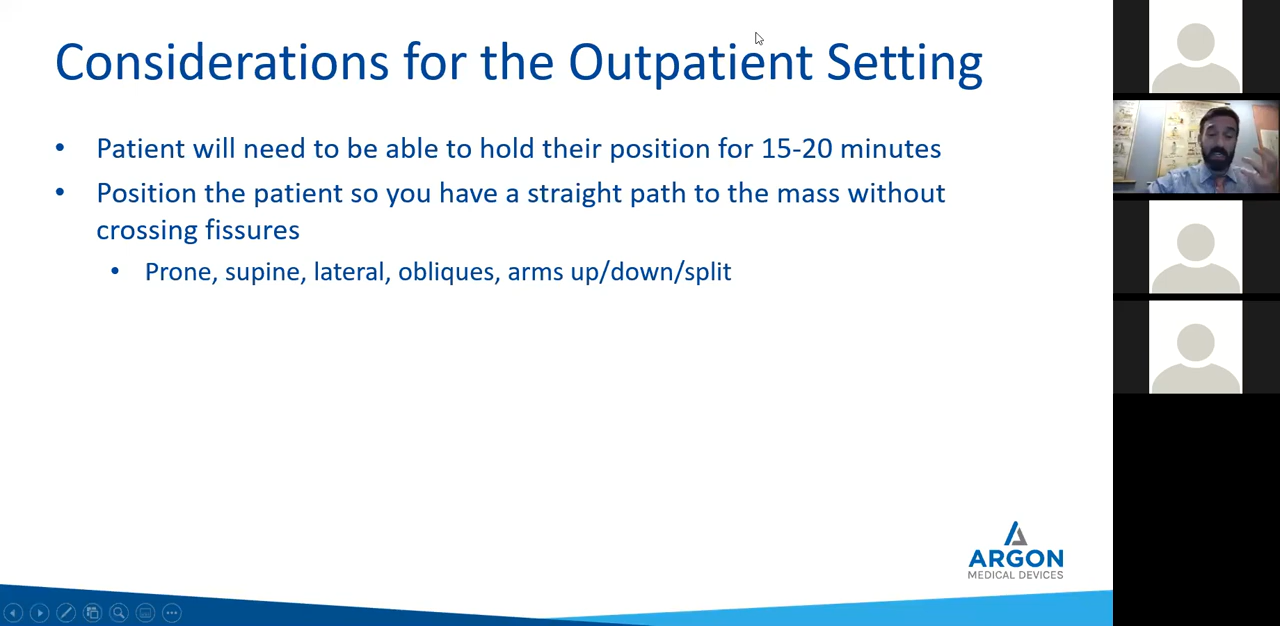 Considerations for the Outpatient Setting
• Patient will need to be able to hold their position for 15-20 minutes
• Position the patient so you have a straight path to the mass without
crossing fissures
• Prone, supine, lateral, obliques, arms up/down/split
ARGON
MEDICAL DEVICES